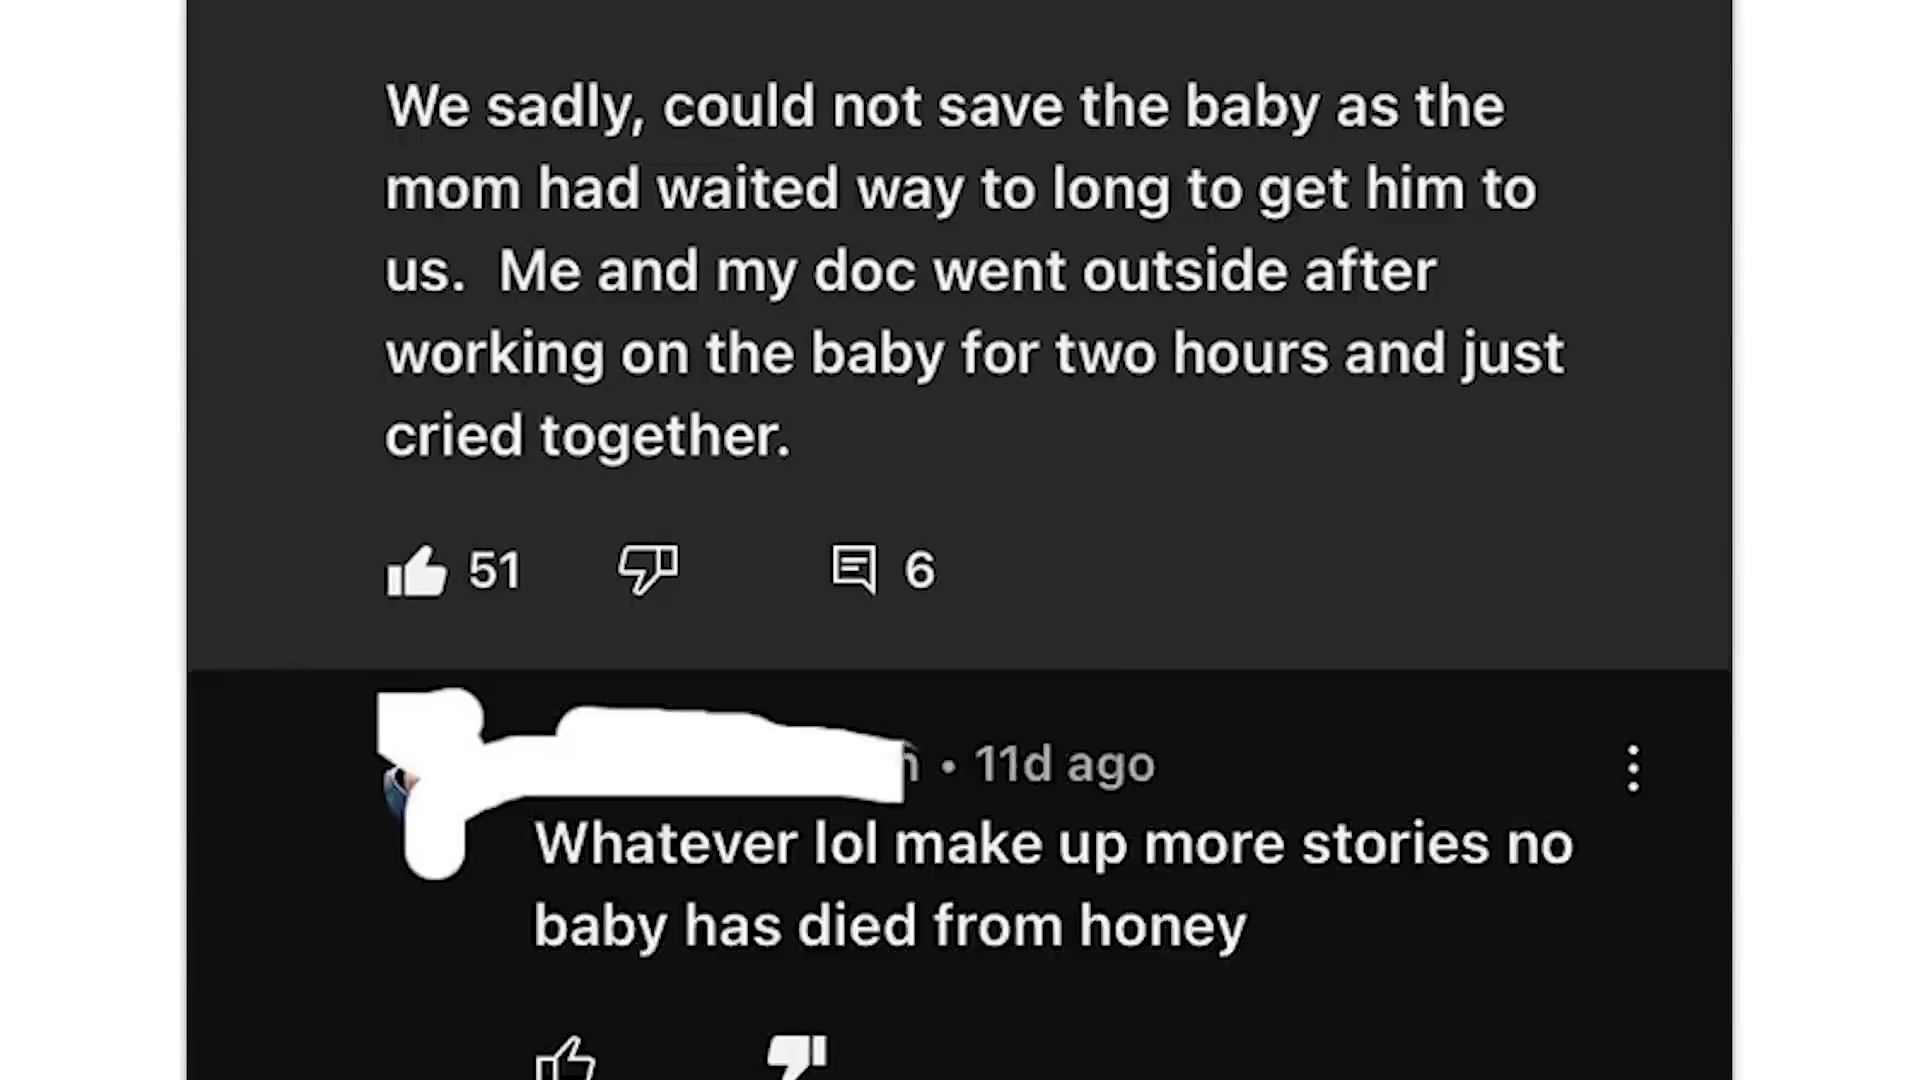 We sadly, could not save the baby as the
mom had waited way to long to get him to
us.  Me and my doc went outside after
working on the baby for two hours and just
cried together.
51 6
• 11d ago
Whatever lol make up more stories no
baby has died from honey